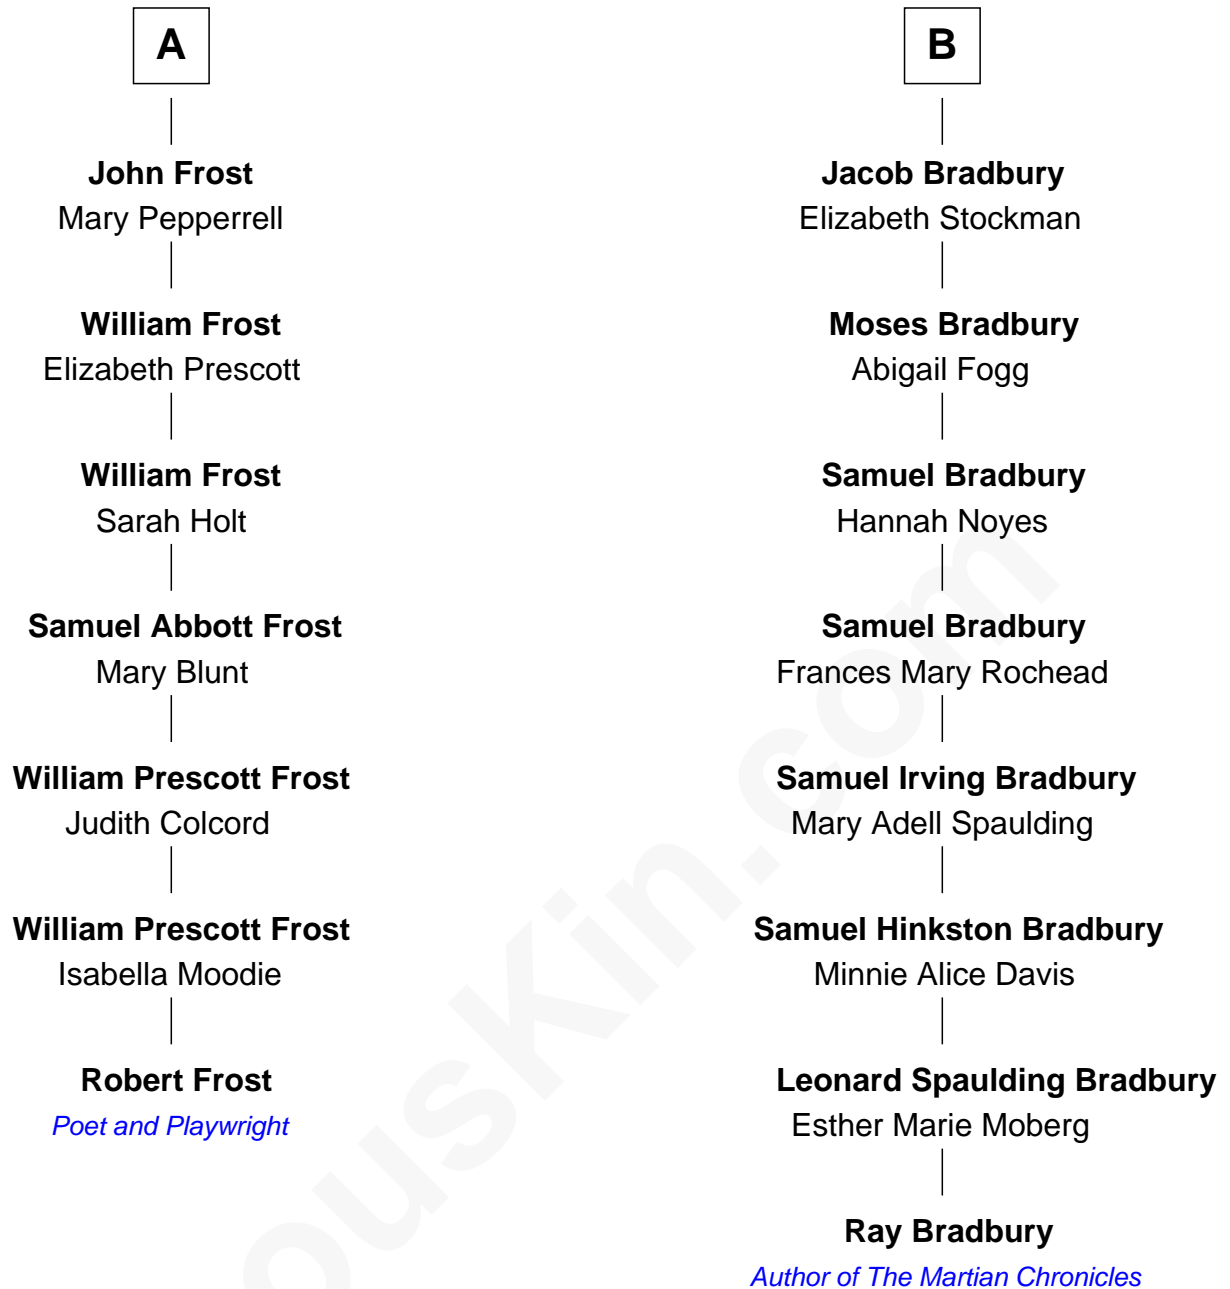 A
John Frost
Mary Pepperrell
William Frost
Elizabeth Prescott
William Frost
Sarah Holt
Samuel Abbott Frost
Mary Blunt
William Prescott Frost
Judith Colcord
William Prescott Frost
Isabella Moodie
Robert Frost
Poet and Playwright
B
Jacob Bradbury
Elizabeth Stockman
Moses Bradbury
Abigail Fogg
Samuel Bradbury
Hannah Noyes
Samuel Bradbury
Frances Mary Rochead
Samuel Irving Bradbury
Mary Adell Spaulding
Samuel Hinkston Bradbury
Minnie Alice Davis
Leonard Spaulding Bradbury
Esther Marie Moberg
Ray Bradbury
Author of The Martian Chronicles
ousKin.com